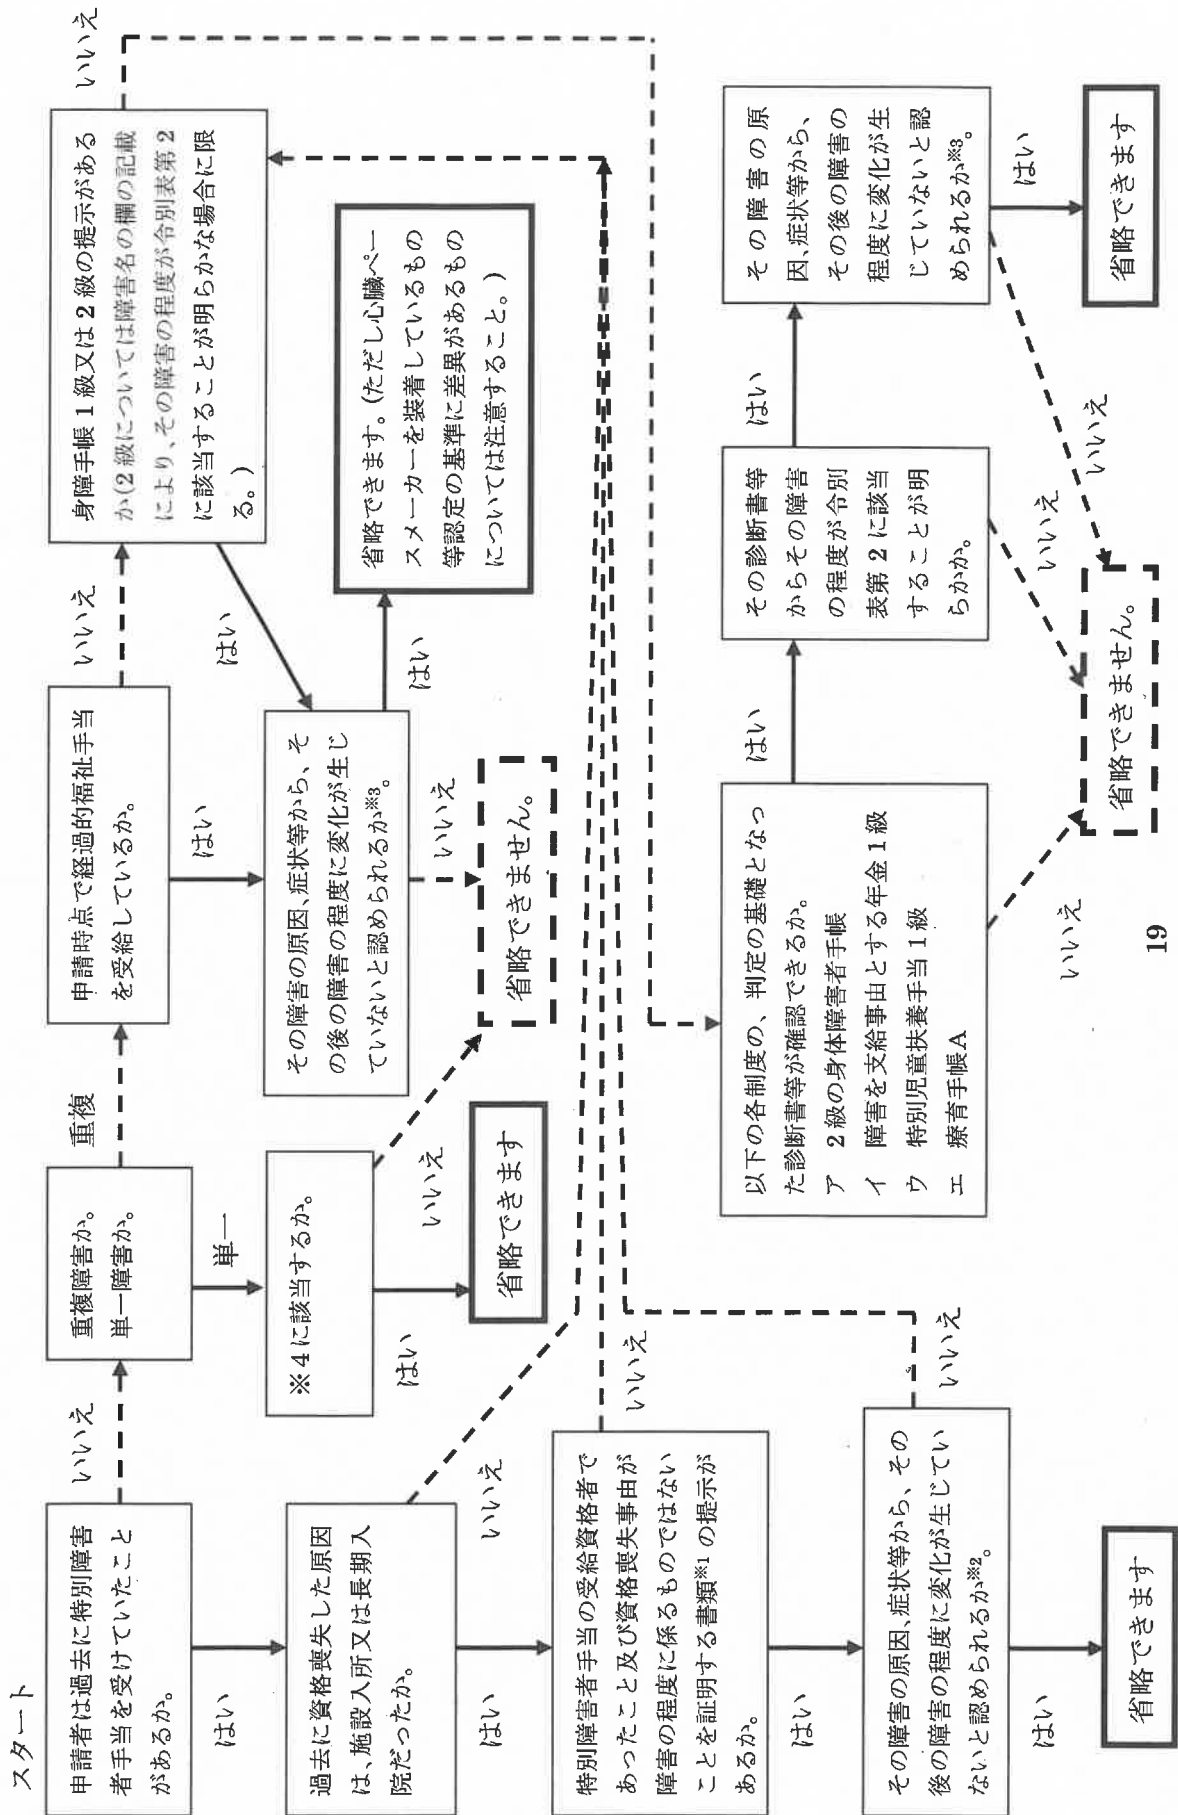 スタート
申請者は過去に特別障害
者手当を受けていたこと
があるか。
いいえ
はい
重複障害か。
単一障害か。
重複
単一
申請時点で経過的福祉手当
を受給しているか。
いいえ
はい
身障手帳1級又は2級の提示がある
か(2級については障害名の欄の記載
により、その障害の程度が令別表第2
に該当することが明らかな場合に限
る。)
いいえ
はい
過去に資格喪失した原因
は、施設入所又は長期入
院だったか。
いいえ
はい
※4に該当するか。
いいえ
はい
省略できます
その障害の原因、症状等から、そ
の後の障害の程度に変化が生じ
ていないと認められるか※3。
いいえ
はい
省略できません。
省略できます。(ただし心臓ペー
スメーカーを装着しているもの
等認定の基準に差異があるもの
については注意すること。)
特別障害者手当の受給資格者で
あったこと及び資格喪失事由が
障害の程度に係るものではない
ことを証明する書類※1の提示が
あるか。
いいえ
はい
その障害の原因、症状等から、その
後の障害の程度に変化が生じてい
ないと認められるか※2。
いいえ
はい
省略できます
以下の各制度の、判定の基礎となっ
た診断書等が確認できるか。
ア 2級の身体障害者手帳
イ 障害を支給事由とする年金1級
ウ 特別児童扶養手当1級
エ 療育手帳A
はい
いいえ
その診断書等
からその障害
の程度が令別
表第2に該当
することが明
らかか。
はい
いいえ
その障害の原
因、症状等から、
その後の障害の
程度に変化が生
じていないと認
められるか※3。
はい
いいえ
省略できます
省略できません。
19